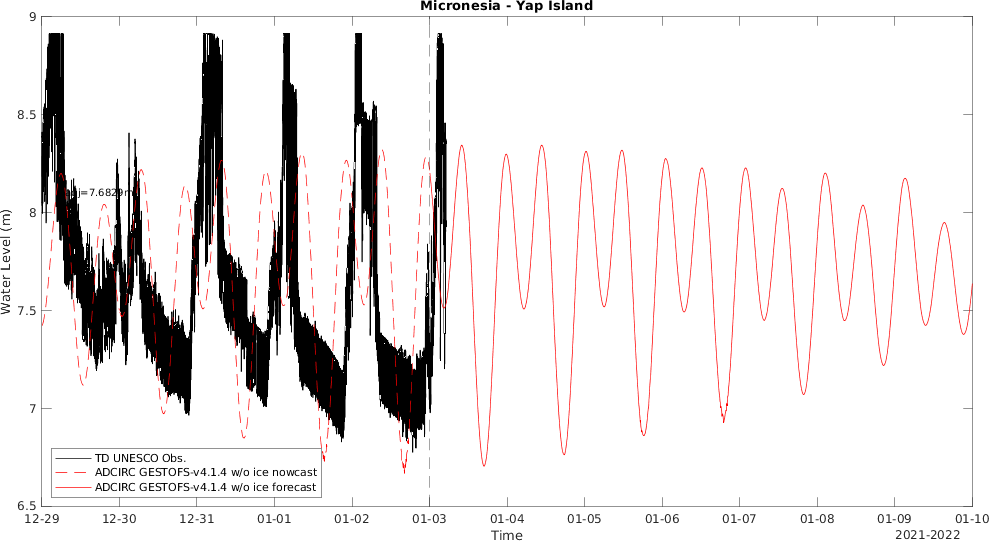 Micronesia - Yap Island
9
8.5
8
7.5
7
6.5
Water Level (m)
j=7.6829m
TD UNESCO Obs.
ADCIRC GESTOFS-v4.1.4 w/o ice nowcast
ADCIRC GESTOFS-v4.1.4 w/o ice forecast
12-29 12-30 12-31 01-01 01-02 01-03 01-04 01-05 01-06 01-07 01-08 01-09 01-10
Time
2021-2022